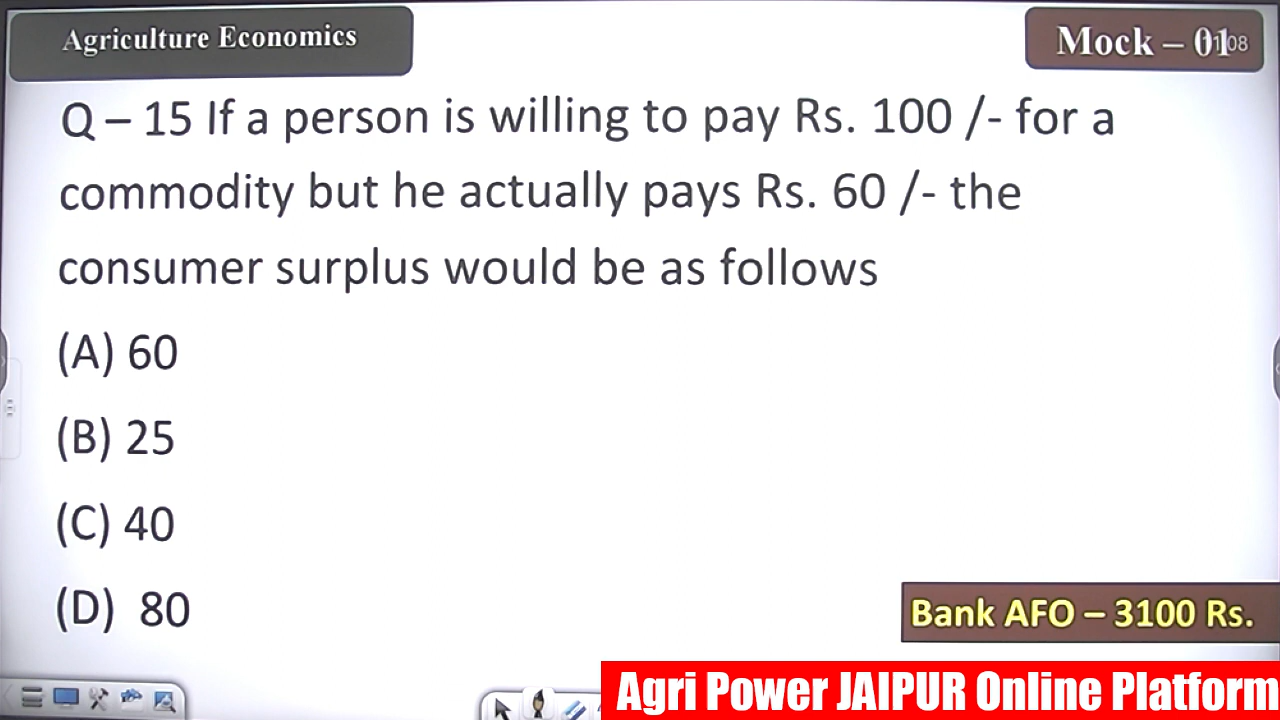 Agriculture Economics
Mock – 01
Q – 15 If a person is willing to pay Rs. 100 /- for a
commodity but he actually pays Rs. 60 /- the
consumer surplus would be as follows
(A) 60
(B) 25
(C) 40
(D) 80
Bank AFO – 3100 Rs.
Agri Power JAIPUR Online Platform